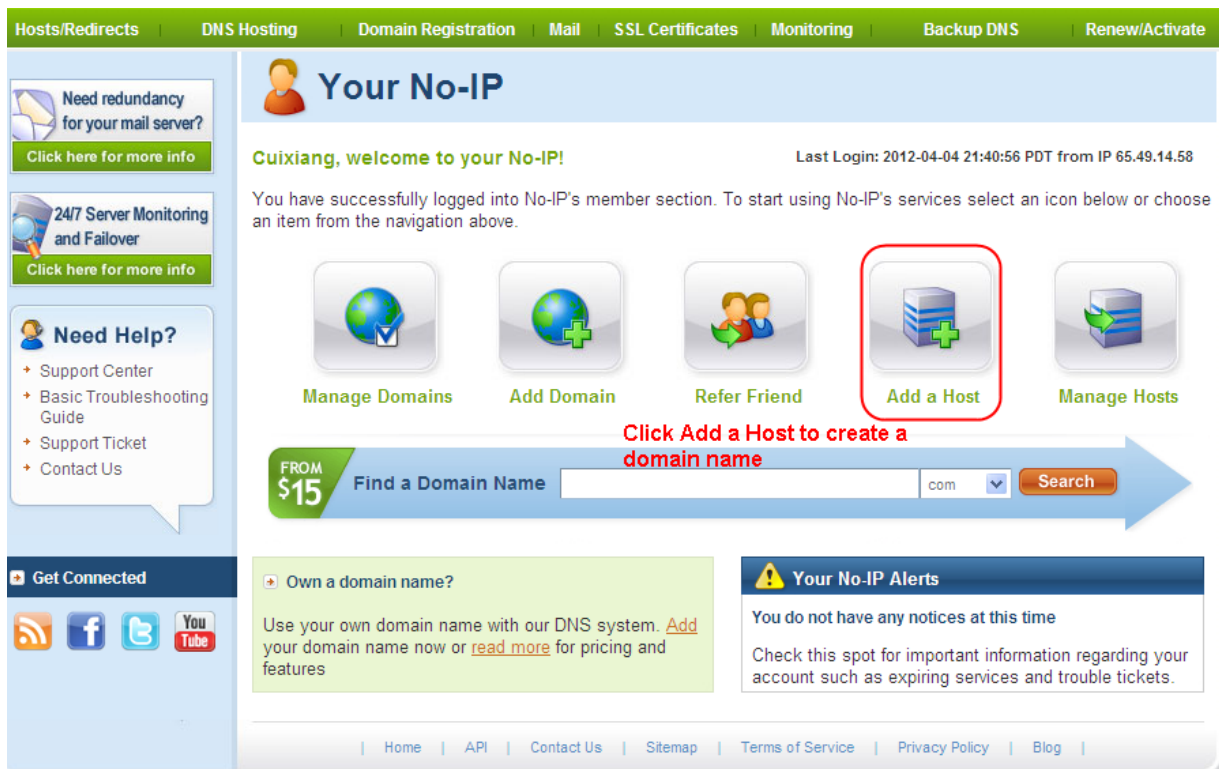 Hosts/Redirects | DNS Hosting | Domain Registration | Mail | SSL Certificates | Monitoring | Backup DNS | Renew/Activate
Need redundancy
for your mail server?
Click here for more info
24/7 Server Monitoring
and Failover
Click here for more info
Need Help?
Support Center
Basic Troubleshooting
Guide
Support Ticket
Contact Us
Get Connected
You
Tube
Your No-IP
Cuixiang, welcome to your No-IP!
Last Login: 2012-04-04 21:40:56 PDT from IP 65.49.14.58
You have successfully logged into No-IP's member section. To start using No-IP's services select an icon below or choose
an item from the navigation above.
Manage Domains
Add Domain
Refer Friend
Add a Host
Manage Hosts
Click Add a Host to create a
domain name
FROM
$15
Find a Domain Name
com
Search
Own a domain name?
Use your own domain name with our DNS system. Add
your domain name now or read more for pricing and
features
Your No-IP Alerts
You do not have any notices at this time
Check this spot for important information regarding your
account such as expiring services and trouble tickets.
| Home | API | Contact Us | Sitemap | Terms of Service | Privacy Policy | Blog |